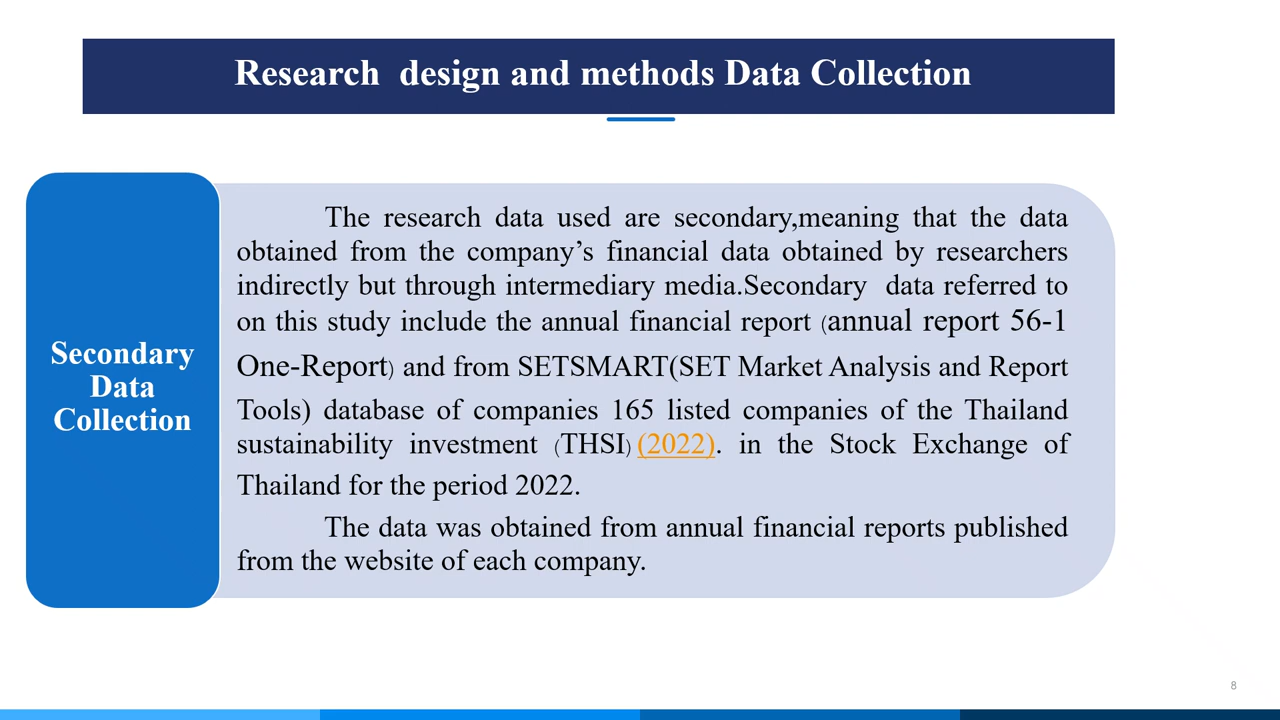 Research  design and methods Data Collection
Secondary
Data
Collection
The research data used are secondary,meaning that the data
obtained from the company’s financial data obtained by researchers
indirectly but through intermediary media.Secondary  data referred to
on this study include the annual financial report (annual report 56-1
One-Report) and from SETSMART(SET Market Analysis and Report
Tools) database of companies 165 listed companies of the Thailand
sustainability investment (THSI) (2022). in the Stock Exchange of
Thailand for the period 2022.
The data was obtained from annual financial reports published
from the website of each company.
8